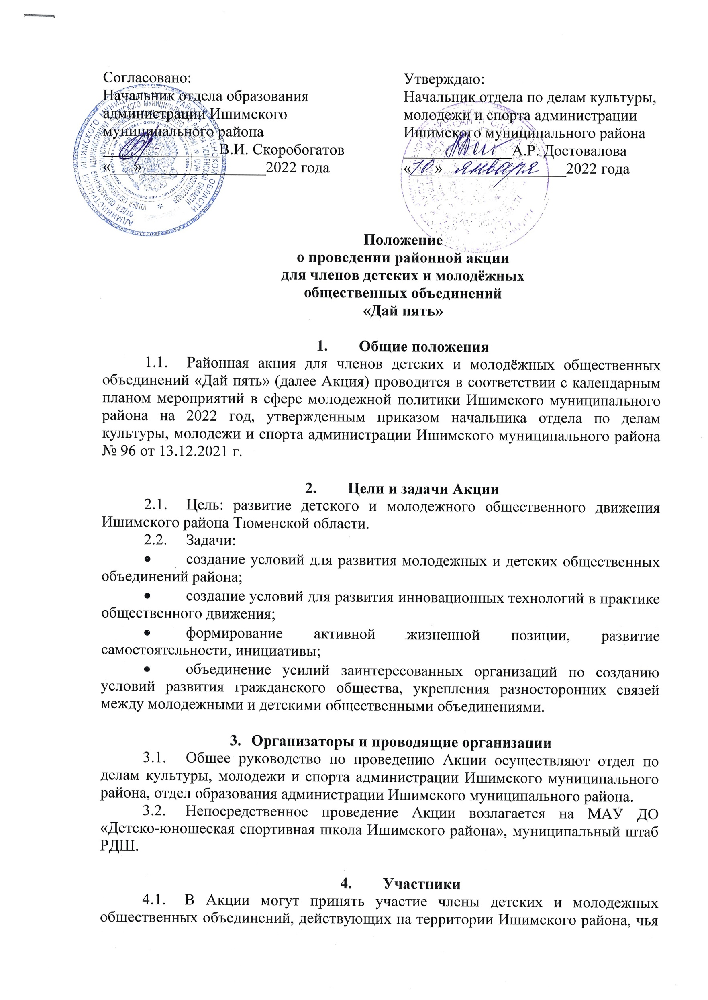 Согласовано:
Начальник отдела образования
администрации Ишимского
муниципального района
В.И. Скоробогатов
«___»________________2022 года
Утверждаю:
Начальник отдела по делам культуры,
молодежи и спорта администрации
Ишимского муниципального района
А.Р. Достовалова
«10» января 2022 года
АДМИНИСТРАЦИЯ ИШИМСКОГО МУНИЦИПАЛЬНОГО РАЙОНА ТЮМЕНСКОЙ ОБЛАСТИ
Положение
о проведении районной акции
для членов детских и молодёжных
общественных объединений
«Дай пять»
1. Общие положения
1.1. Районная акция для членов детских и молодёжных общественных
объединений «Дай пять» (далее Акция) проводится в соответствии с календарным
планом мероприятий в сфере молодежной политики Ишимского муниципального
района на 2022 год, утвержденным приказом начальника отдела по делам
культуры, молодежи и спорта администрации Ишимского муниципального района
№ 96 от 13.12.2021 г.
2. Цели и задачи Акции
2.1. Цель: развитие детского и молодежного общественного движения
Ишимского района Тюменской области.
2.2. Задачи:
• создание условий для развития молодежных и детских общественных
объединений района;
• создание условий для развития инновационных технологий в практике
общественного движения;
• формирование активной жизненной позиции, развитие
самостоятельности, инициативы;
• объединение усилий заинтересованных организаций по созданию
условий развития гражданского общества, укрепления разносторонних связей
между молодежными и детскими общественными объединениями.
3. Организаторы и проводящие организации
3.1. Общее руководство по проведению Акции осуществляют отдел по
делам культуры, молодежи и спорта администрации Ишимского муниципального
района, отдел образования администрации Ишимского муниципального района.
3.2. Непосредственное проведение Акции возлагается на МАУ ДО
«Детско-юношеская спортивная школа Ишимского района», муниципальный штаб
РДШ.
4. Участники
4.1. В Акции могут принять участие члены детских и молодежных
общественных объединений, действующих на территории Ишимского района, чья